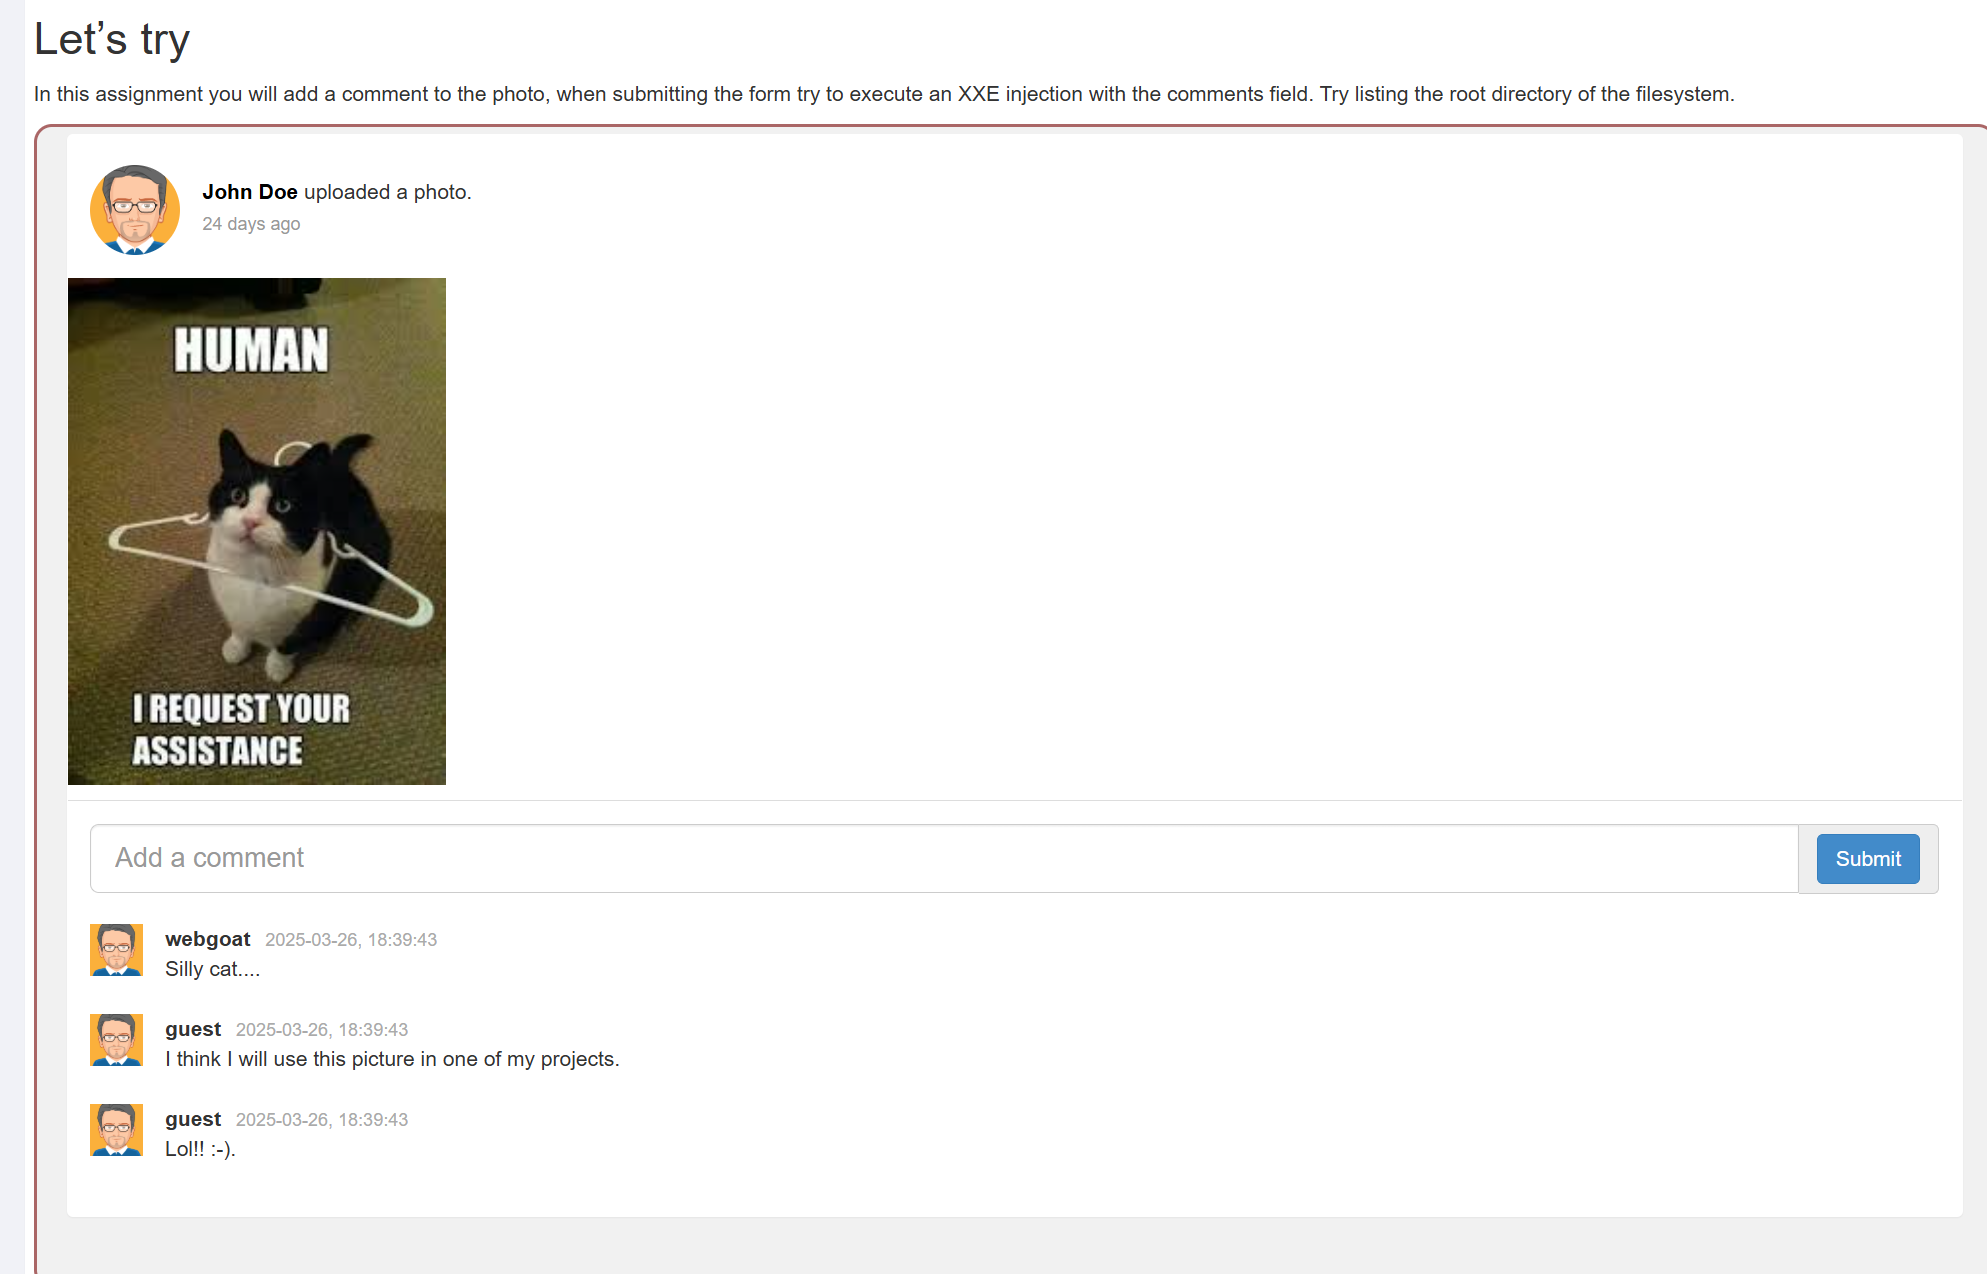 Let’s try
In this assignment you will add a comment to the photo, when submitting the form try to execute an XXE injection with the comments field. Try listing the root directory of the filesystem.
John Doe uploaded a photo.
24 days ago
HUMAN
I REQUEST YOUR
ASSISTANCE
Add a comment
Submit
webgoat 2025-03-26, 18:39:43
Silly cat....
guest 2025-03-26, 18:39:43
I think I will use this picture in one of my projects.
guest 2025-03-26, 18:39:43
Lol!! :-).